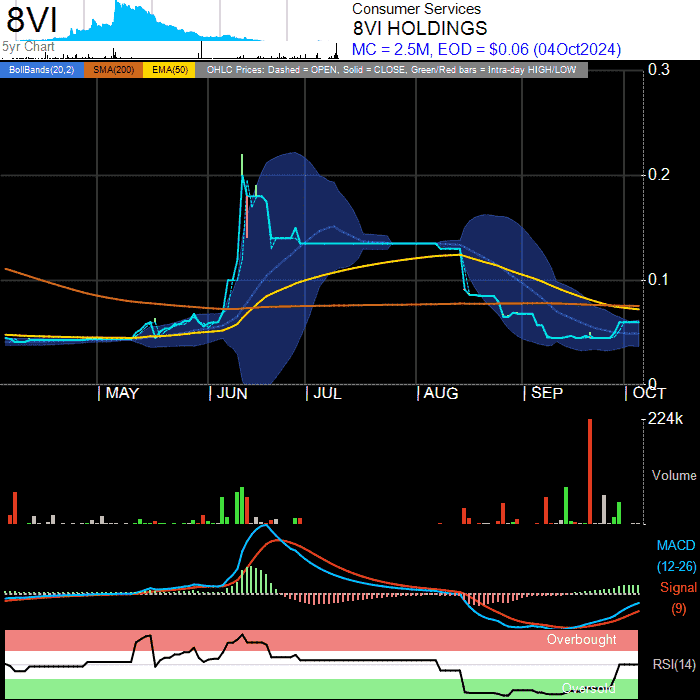 8VI
5yr Chart
Consumer Services
8VI HOLDINGS
MC = 2.5M, EOD = $0.06 (04Oct2024)
BollBands(20,2) SMA(200) EMA(50) OHLC Prices: Dashed = OPEN, Solid = CLOSE, Green/Red bars = Intra-day HIGH/LOW
0.3
0.2
0.1
0
MAY JUN JUL AUG SEP OCT
224k
Volume
MACD
(12-26)
Signal
(9)
Overbought
RSI(14)
Oversold